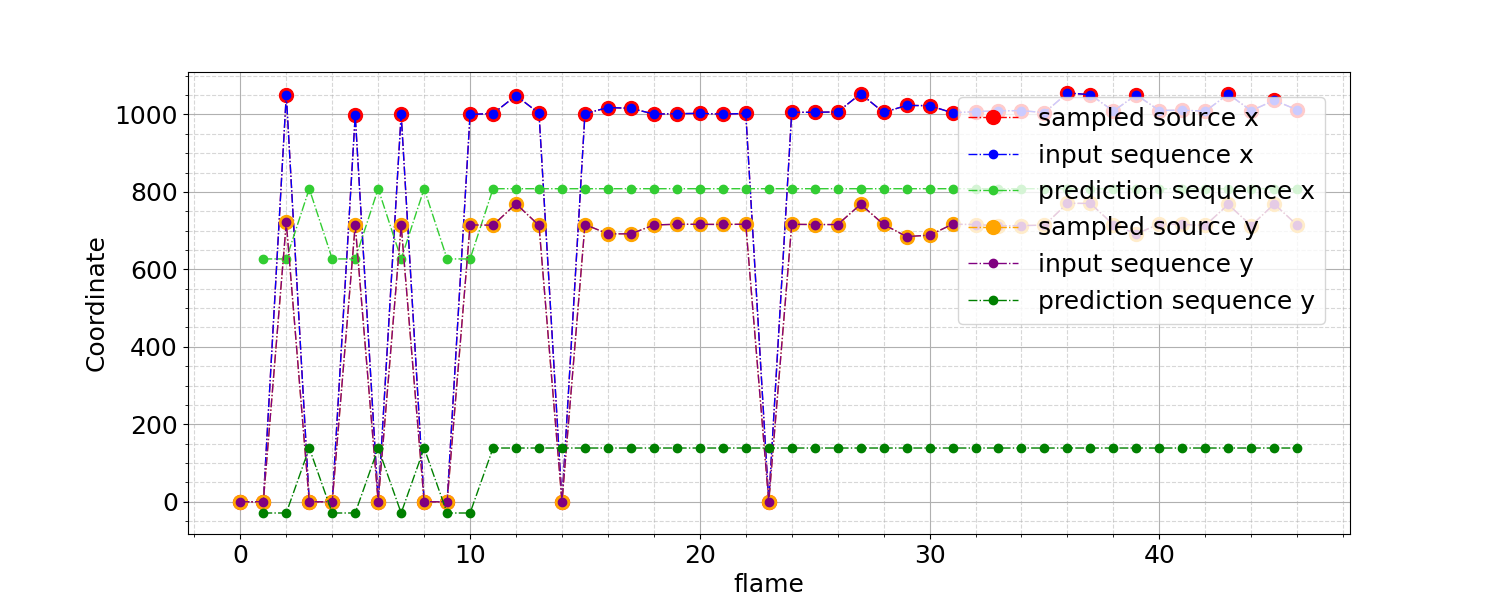 1000
800
600
400
200
0
Coordinate
sampled source x
input sequence x
prediction sequence x
sampled source y
input sequence y
prediction sequence y
0 10 20 30 40
flame